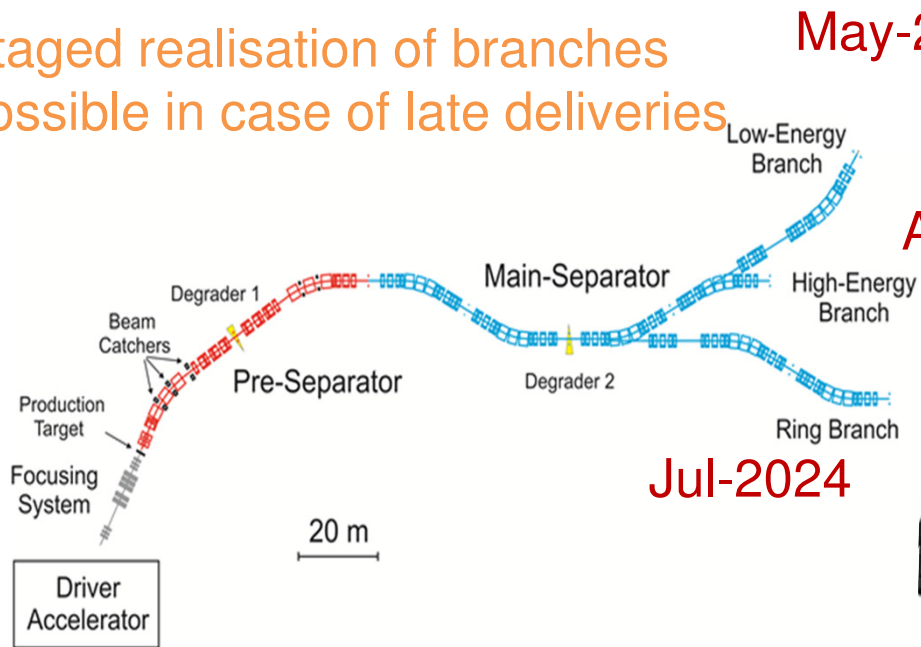 taged realisation of branches
ossible in case of late deliveries
May-2
Low-Energy
Branch
A
High-Energy
Branch
Main-Separator
Degrader 1
Beam
Catchers
Pre-Separator
Degrader 2
Production
Target
Ring Branch
Focusing
System
Jul-2024
20 m
Driver
Accelerator